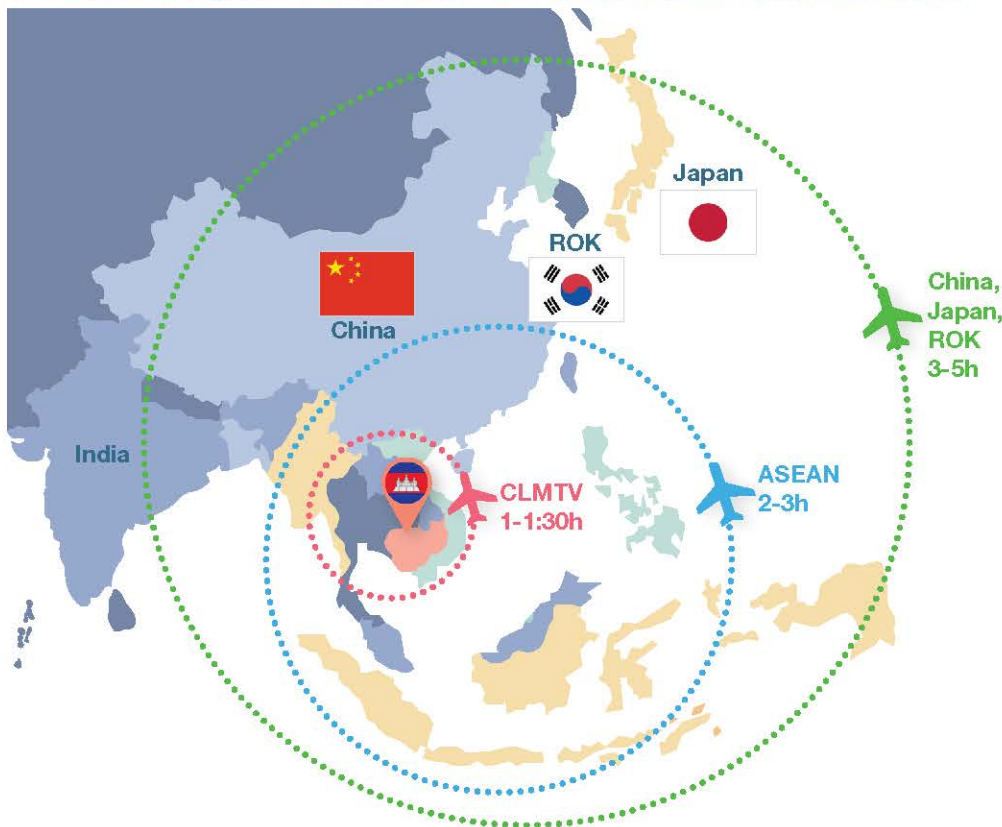 Japan
ROK
China
India
China,
Japan,
ROK
3-5h
ASEAN
2-3h
CLMTV
1-1:30h